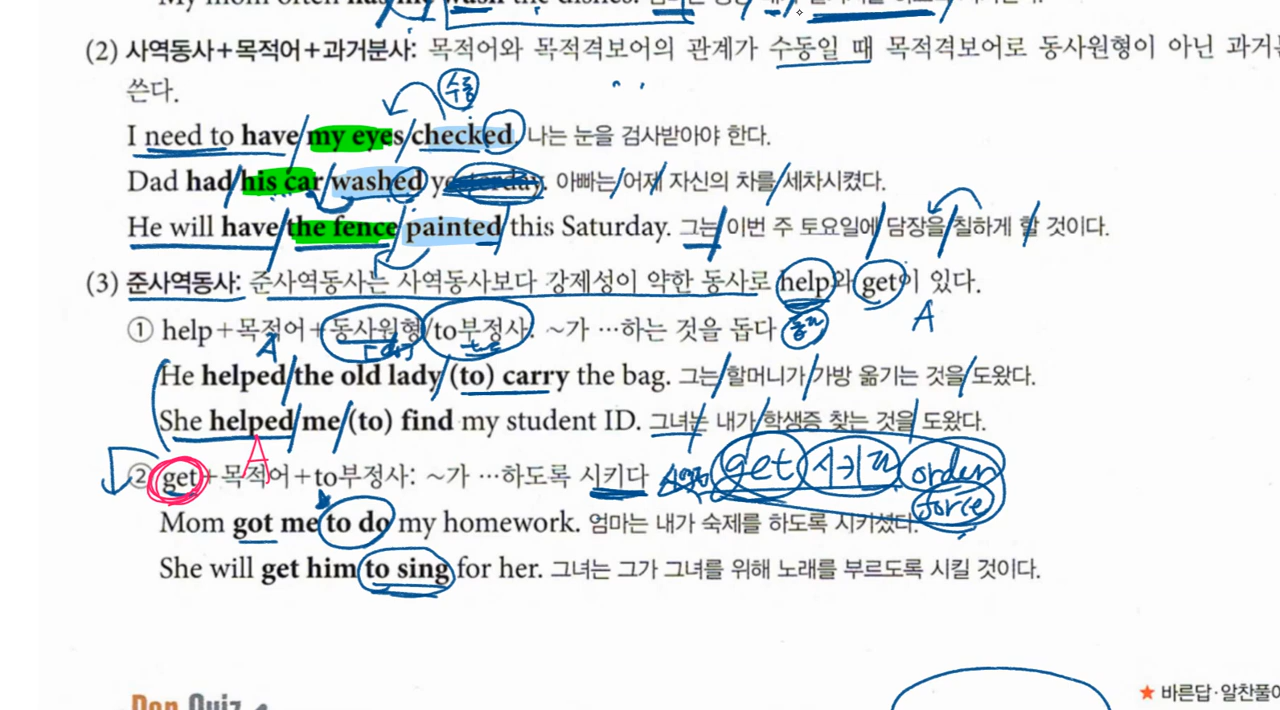 My mom often has me wash the dishes.
(2) 사역동사+목적어+과거분사: 목적어와 목적격보어의 관계가 수동일 때 목적격보어로 동사원형이 아닌
쓴다.
수동
I need to have my eyes checked. 나는 눈을 검사받아야 한다.
Dad had his car washed yesterday. 아빠는 어제 자신의 차를 세차시켰다.
He will have the fence painted this Saturday. 그는 이번 주 토요일에 담장을 칠하게 할 것이다.
(3) 준사역동사: 준사역동사는 사역동사보다 강제성이 약한 동사로 help와 get이 있다.
A
① help+목적어+동사원형/to부정사: ~가 …하는 것을 돕다
A
He helped the old lady (to) carry the bag. 그는 할머니가 가방 옮기는 것을 도왔다.
She helped me (to) find my student ID. 그녀는 내가 학생증 찾는 것을 도왔다.
A
② get+목적어+to부정사: ~가 …하도록 시키다 get 시키다 order
force
Mom got me to do my homework. 엄마는 내가 숙제를 하도록 시키셨다.
She will get him to sing for her. 그녀는 그가 그녀를 위해 노래를 부르도록 시킬 것이다.
Quiz
★ 바른답·알찬풀이